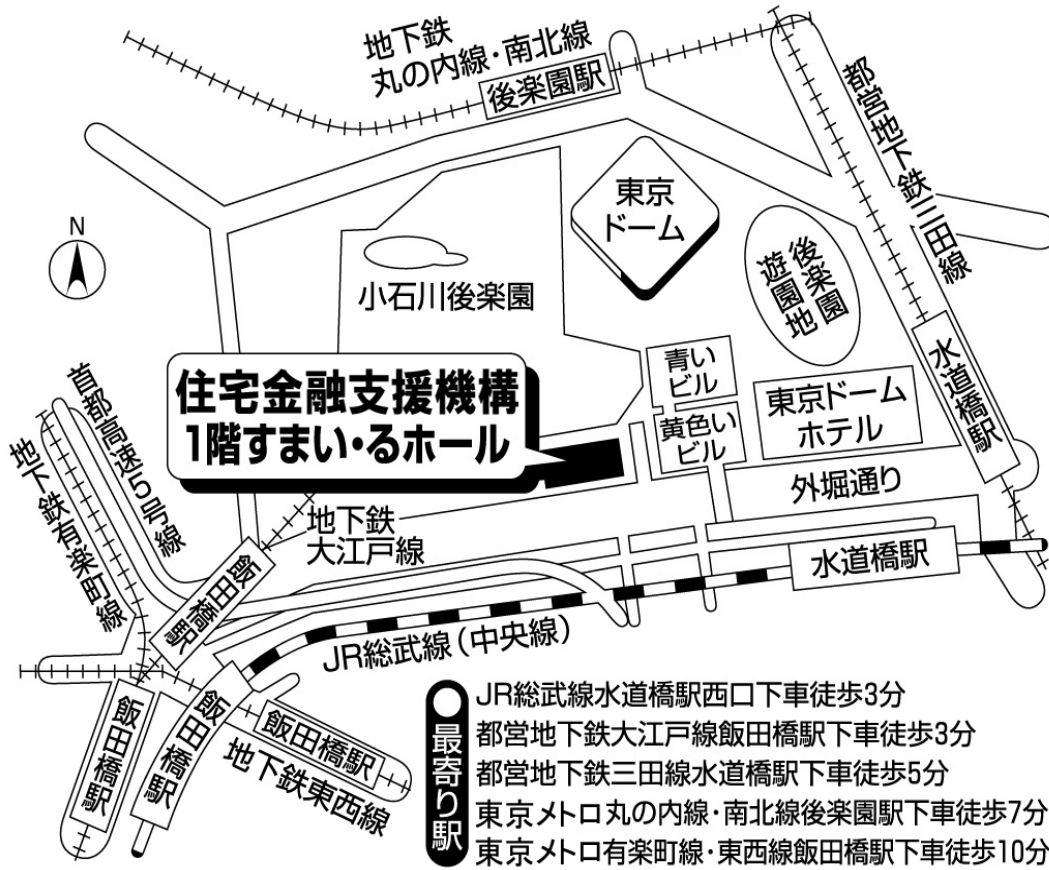 地下鉄
丸の内線・南北線
後楽園駅
都営地下鉄三田線
N
東京
ドーム
後楽園
遊園地
小石川後楽園
住宅金融支援機構
1階すまい・るホール
青い
ビル
黄色い
ビル
東京ドーム
ホテル
水道橋駅
外堀通り
首都高速5号線
地下鉄有楽町線
地下鉄
大江戸線
飯田橋駅
水道橋駅
JR総武線(中央線)
飯田橋駅
飯田橋駅
飯田橋駅
地下鉄東西線
最寄り駅
JR総武線水道橋駅西口下車徒歩3分
都営地下鉄大江戸線飯田橋駅下車徒歩3分
都営地下鉄三田線水道橋駅下車徒歩5分
東京メトロ丸の内線・南北線後楽園駅下車徒歩7分
東京メトロ有楽町線・東西線飯田橋駅下車徒歩10分